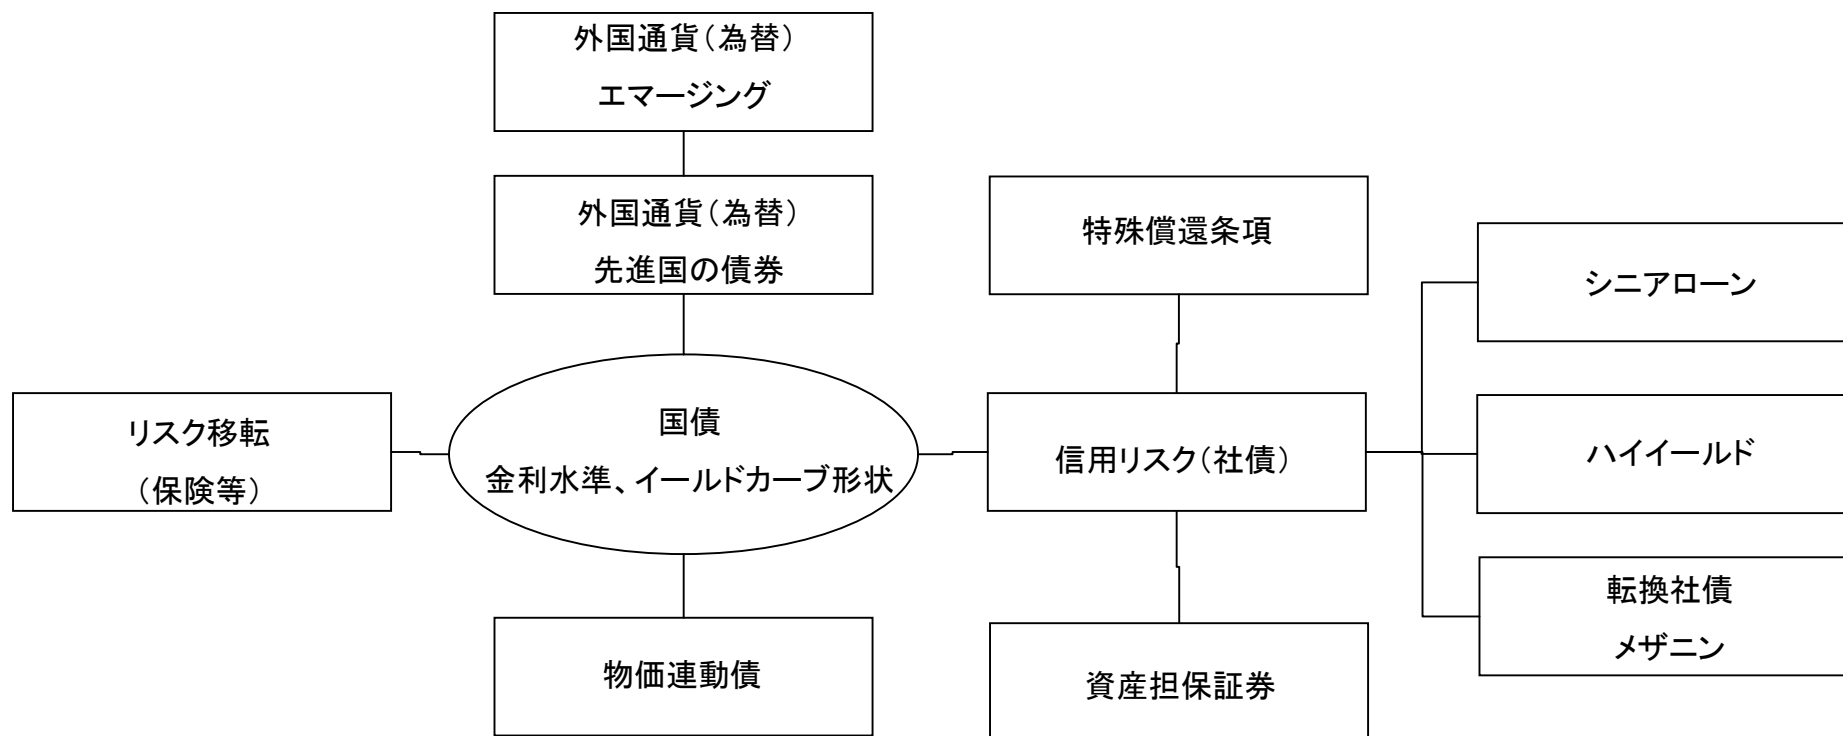 外国通貨（為替）
エマージング
外国通貨（為替）
先進国の債券
特殊償還条項
シニアローン
リスク移転
（保険等）
国債
金利水準、イールドカーブ形状
信用リスク（社債）
ハイイールド
転換社債
メザニン
物価連動債
資産担保証券